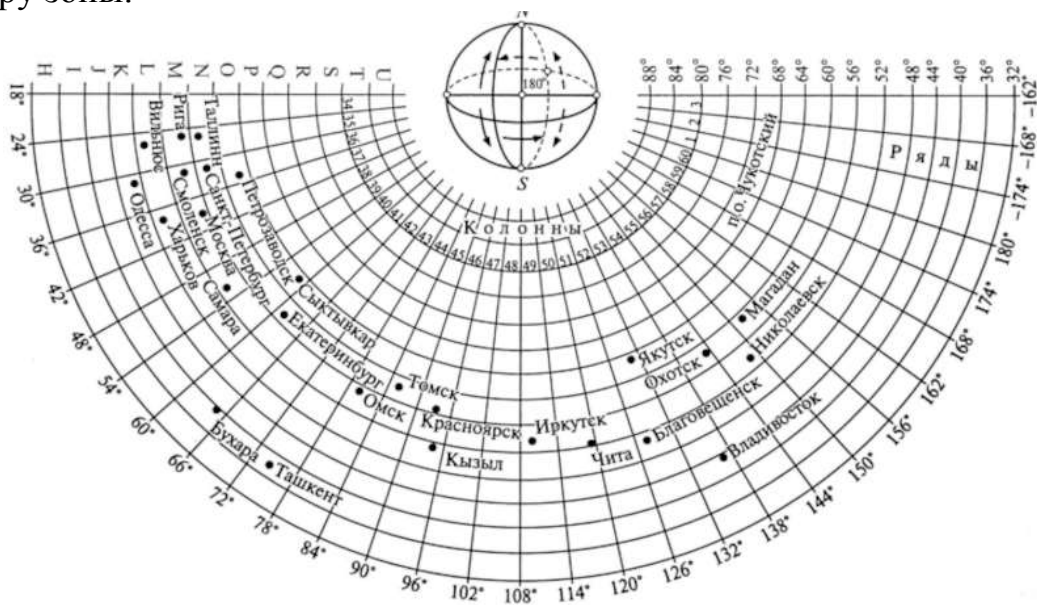 ру зоны.
N
180°
S
H I J K L M N O P Q R S T U
88° 84° 80° 76° 72° 68° 64° 60° 56° 52° 48° 44° 40° 36° 32°
18° 24° 30° 36° 42° 48° 54° 60° 66° 72° 78° 84° 90° 96° 102° 108° 114° 120° 126° 132° 138° 144° 150° 156° 162° 168° 174° 180° -174° -168° -162°
34 35 36 37 38 39 40 41 42 43 44 45 46 47 48 49 50 51 52 53 54 55 56 57 58 59 60 1 2 3
Колонны
Ряды
Вильнюс
Рига
Таллинн
Санкт-Петербург
Петрозаводск
Смоленск
Москва
Одесса
Харьков
Самара
Сыктывкар
Екатеринбург
Томск
Омск
Красноярск
Кызыл
Иркутск
Чита
Бухара
Ташкент
Якутск
Охотск
Магадан
Николаевск
Благовещенск
Владивосток
п.о. Чукотский